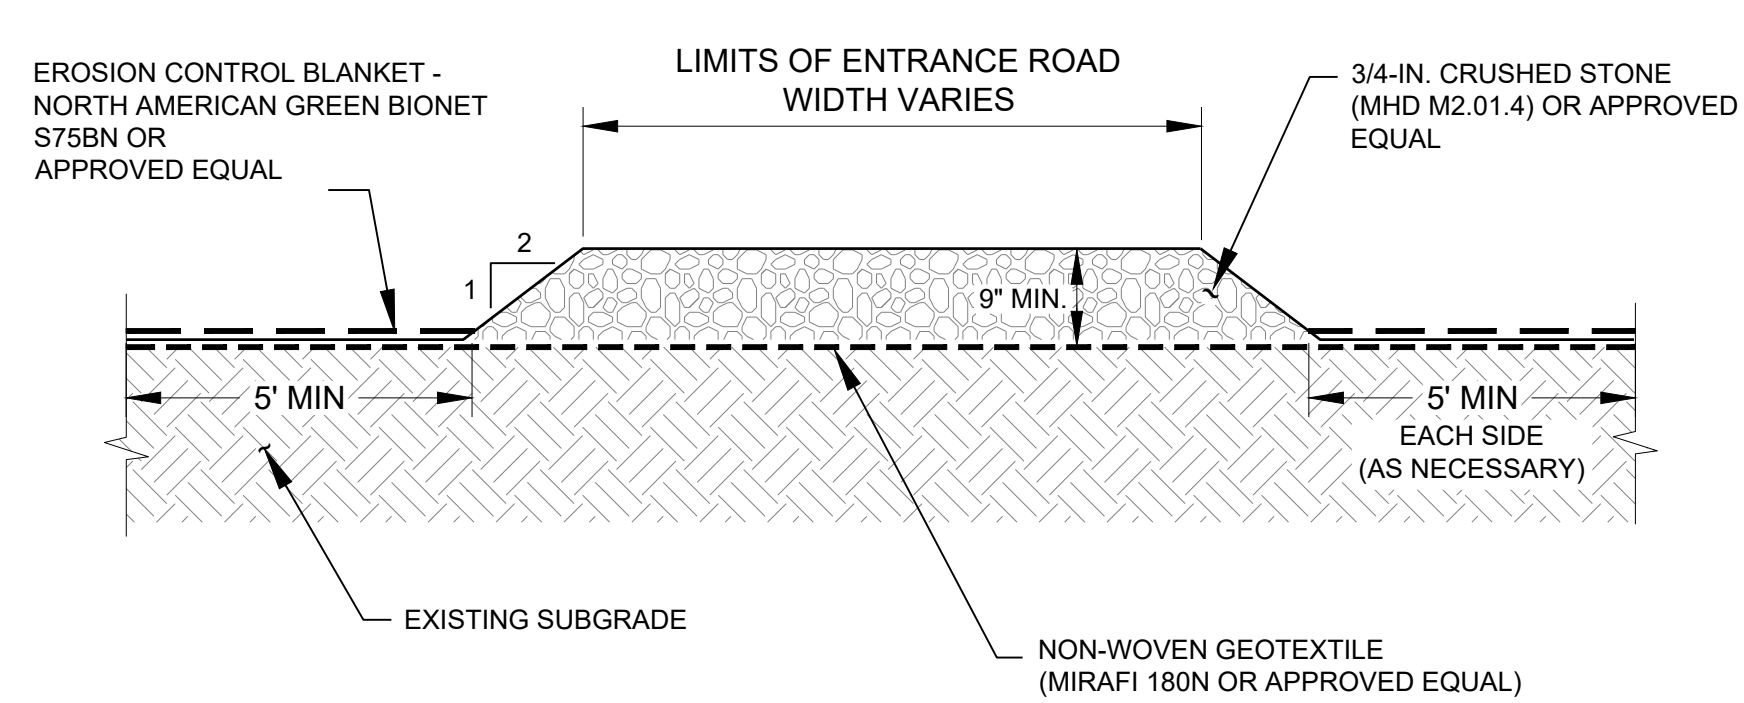 EROSION CONTROL BLANKET -
NORTH AMERICAN GREEN BIONET
S75BN OR
APPROVED EQUAL
LIMITS OF ENTRANCE ROAD
WIDTH VARIES
3/4-IN. CRUSHED STONE
(MHD M2.01.4) OR APPROVED
EQUAL
2
1
9" MIN.
5' MIN
5' MIN
EACH SIDE
(AS NECESSARY)
EXISTING SUBGRADE
NON-WOVEN GEOTEXTILE
(MIRAFI 180N OR APPROVED EQUAL)